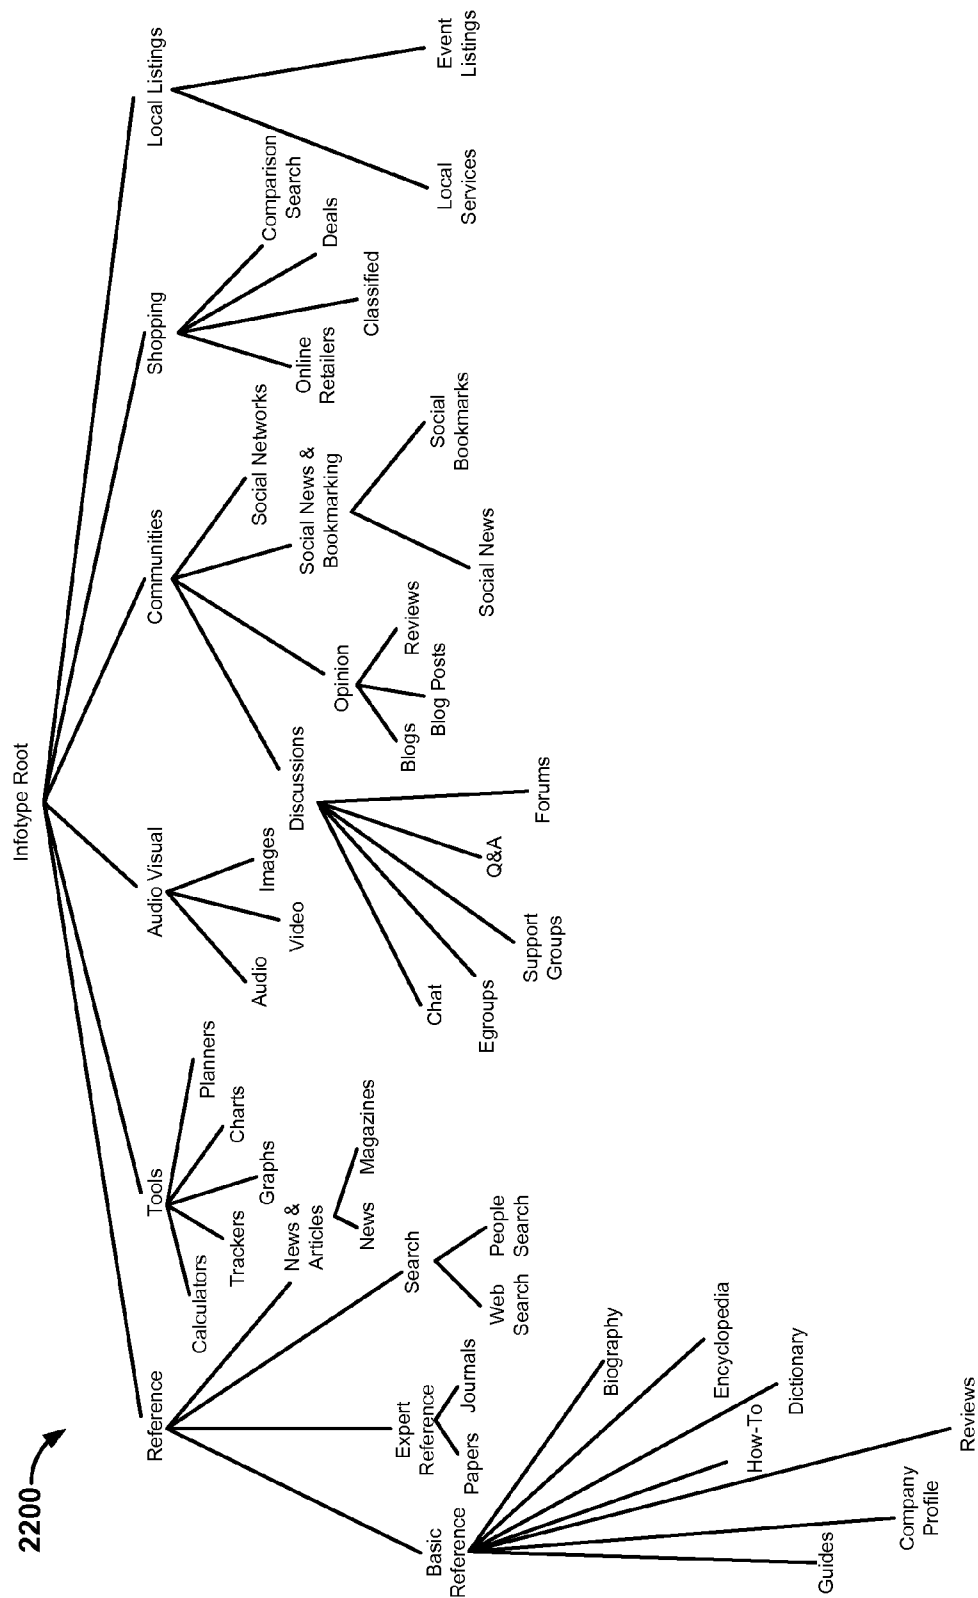 2200
Infotype Root
Reference
Tools
Audio Visual
Communities
Shopping
Local Listings
Basic
Reference
Expert
Reference
Search
News &
Articles
Guides
Company
Profile
Reviews
How-To
Dictionary
Encyclopedia
Biography
Papers
Journals
Web
Search
People
Search
News
Magazines
Calculators
Trackers
Graphs
Charts
Planners
Audio
Video
Images
Discussions
Opinion
Social News &
Bookmarking
Social Networks
Chat
Egroups
Support
Groups
Q&A
Forums
Blogs
Blog Posts
Reviews
Social News
Social
Bookmarks
Online
Retailers
Classified
Deals
Comparison
Search
Local
Services
Event
Listings